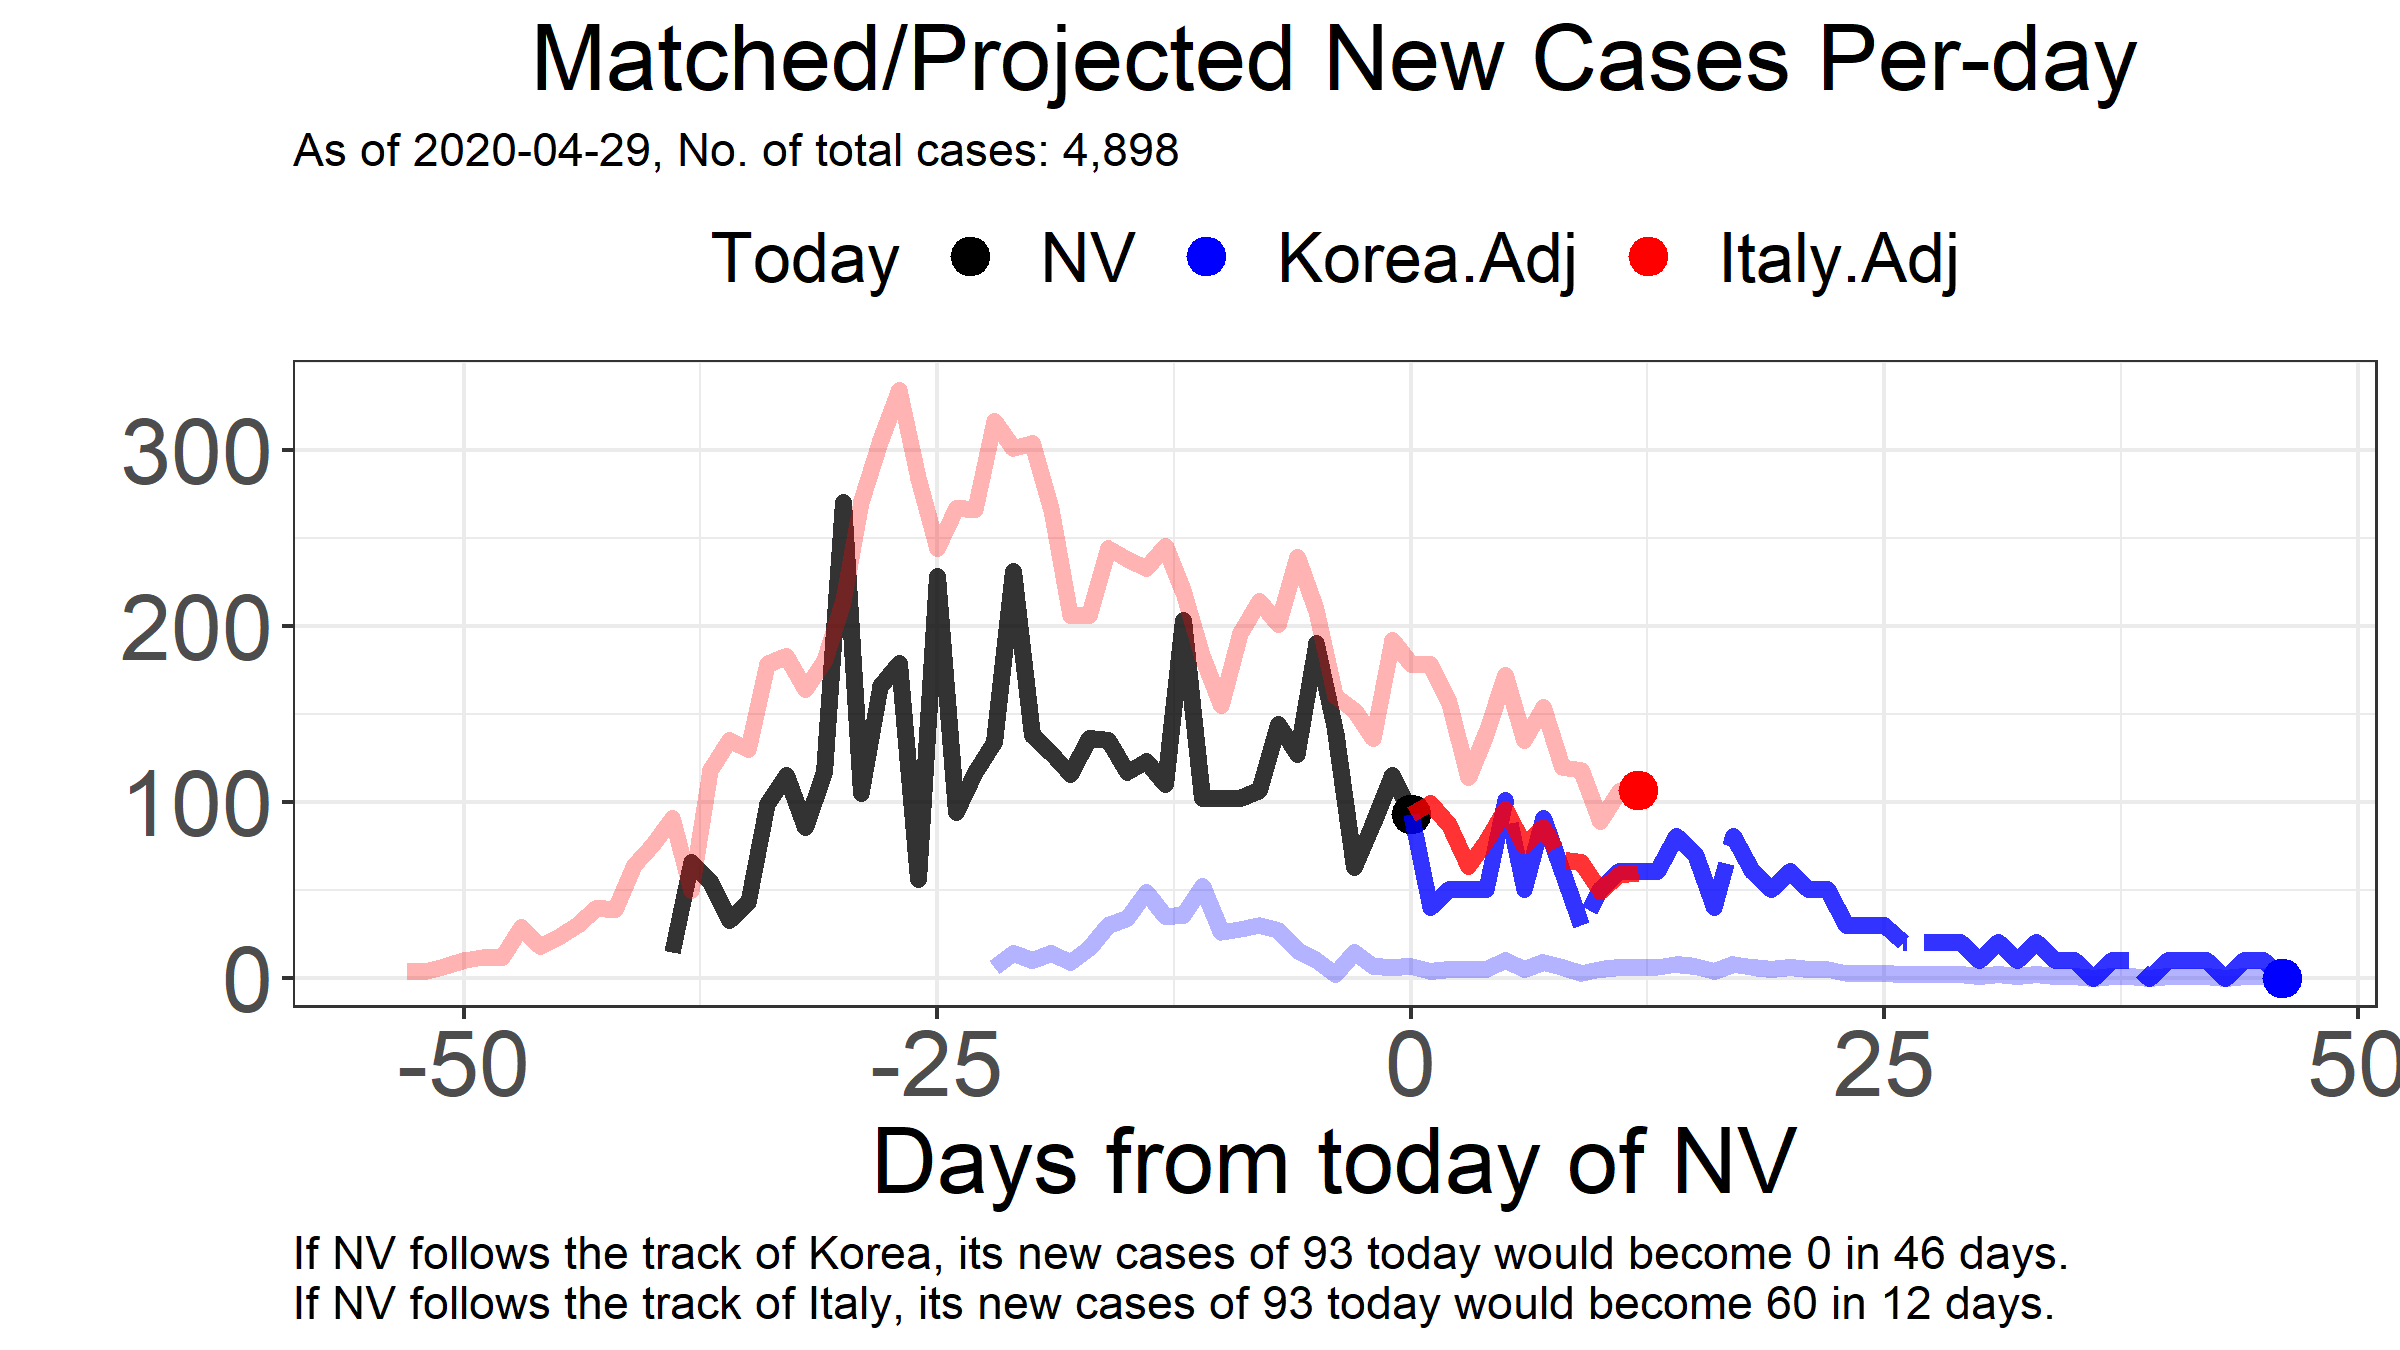 Matched/Projected New Cases Per-day
As of 2020-04-29, No. of total cases: 4,898
Today NV Korea.Adj Italy.Adj
300
200
100
0
-50 -25 0 25 50
Days from today of NV
If NV follows the track of Korea, its new cases of 93 today would become 0 in 46 days.
If NV follows the track of Italy, its new cases of 93 today would become 60 in 12 days.